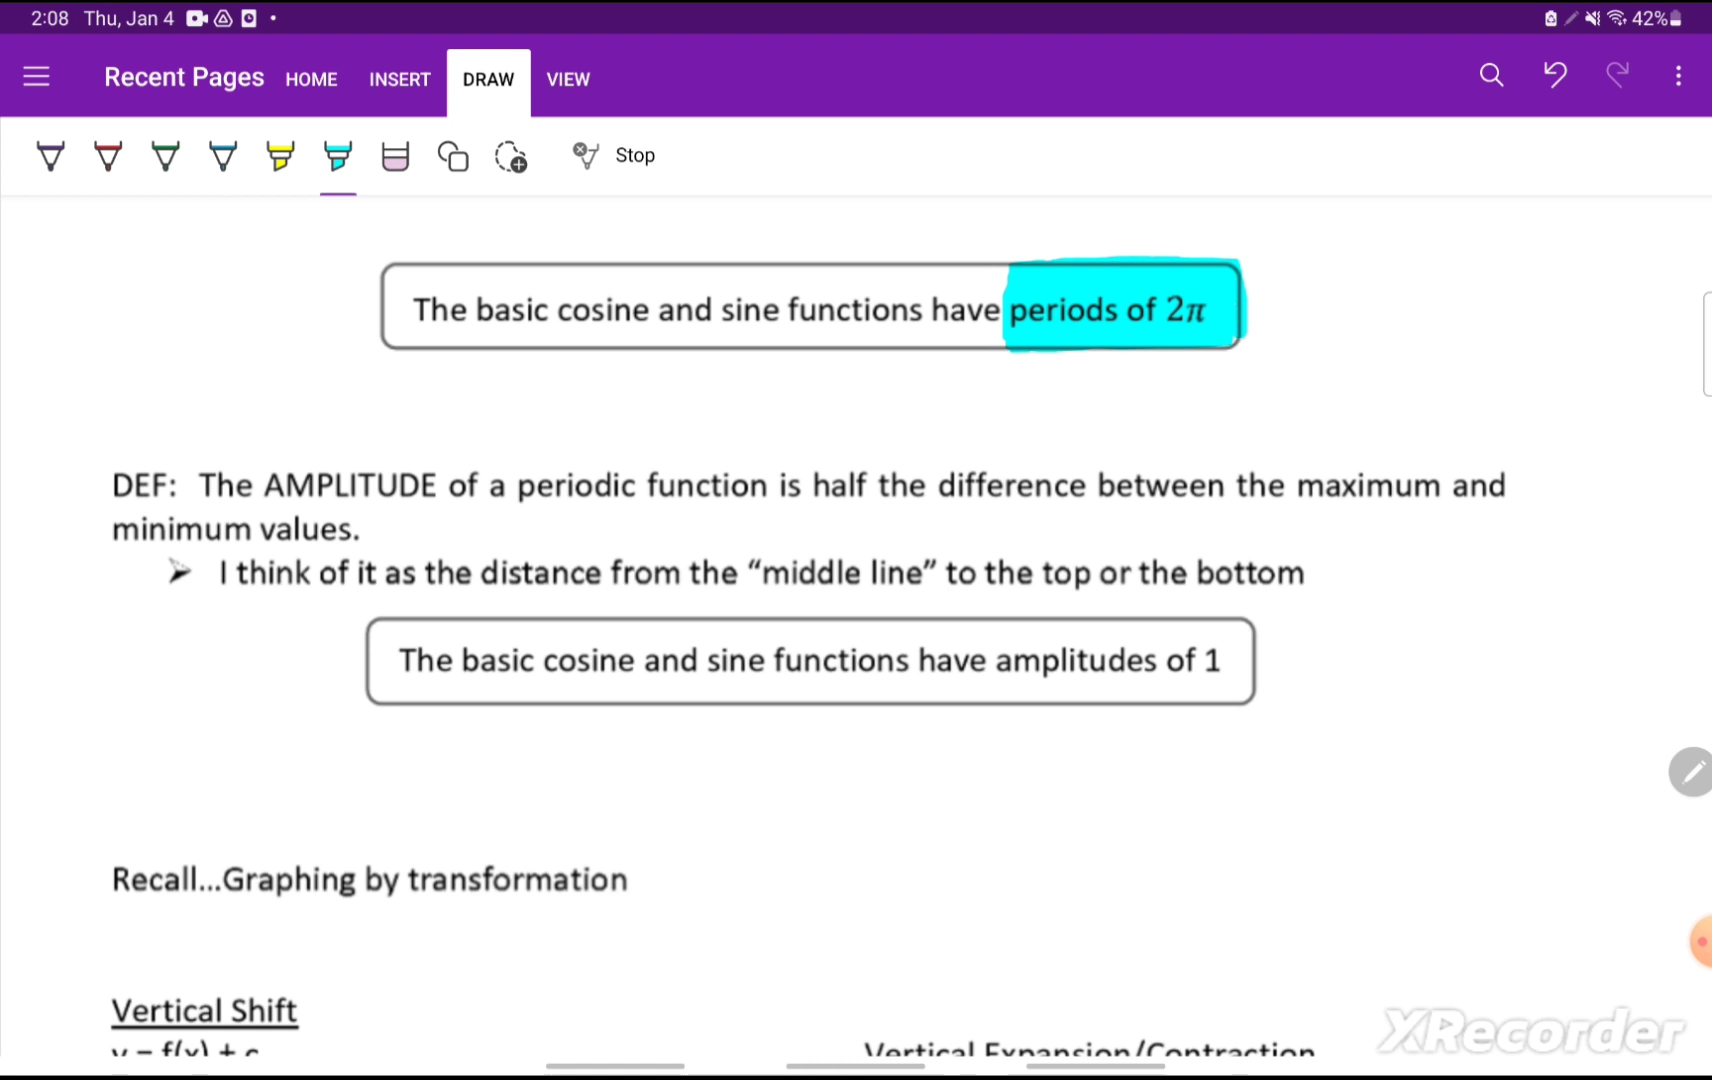 2:08 Thu, Jan 4 42%
Recent Pages HOME INSERT DRAW VIEW
Stop
The basic cosine and sine functions have periods of 2π
DEF: The AMPLITUDE of a periodic function is half the difference between the maximum and
minimum values.
➤ I think of it as the distance from the “middle line” to the top or the bottom
The basic cosine and sine functions have amplitudes of 1
Recall...Graphing by transformation
Vertical Shift
y = f(x) + c
Vertical Expansion/Contraction
XRecorder